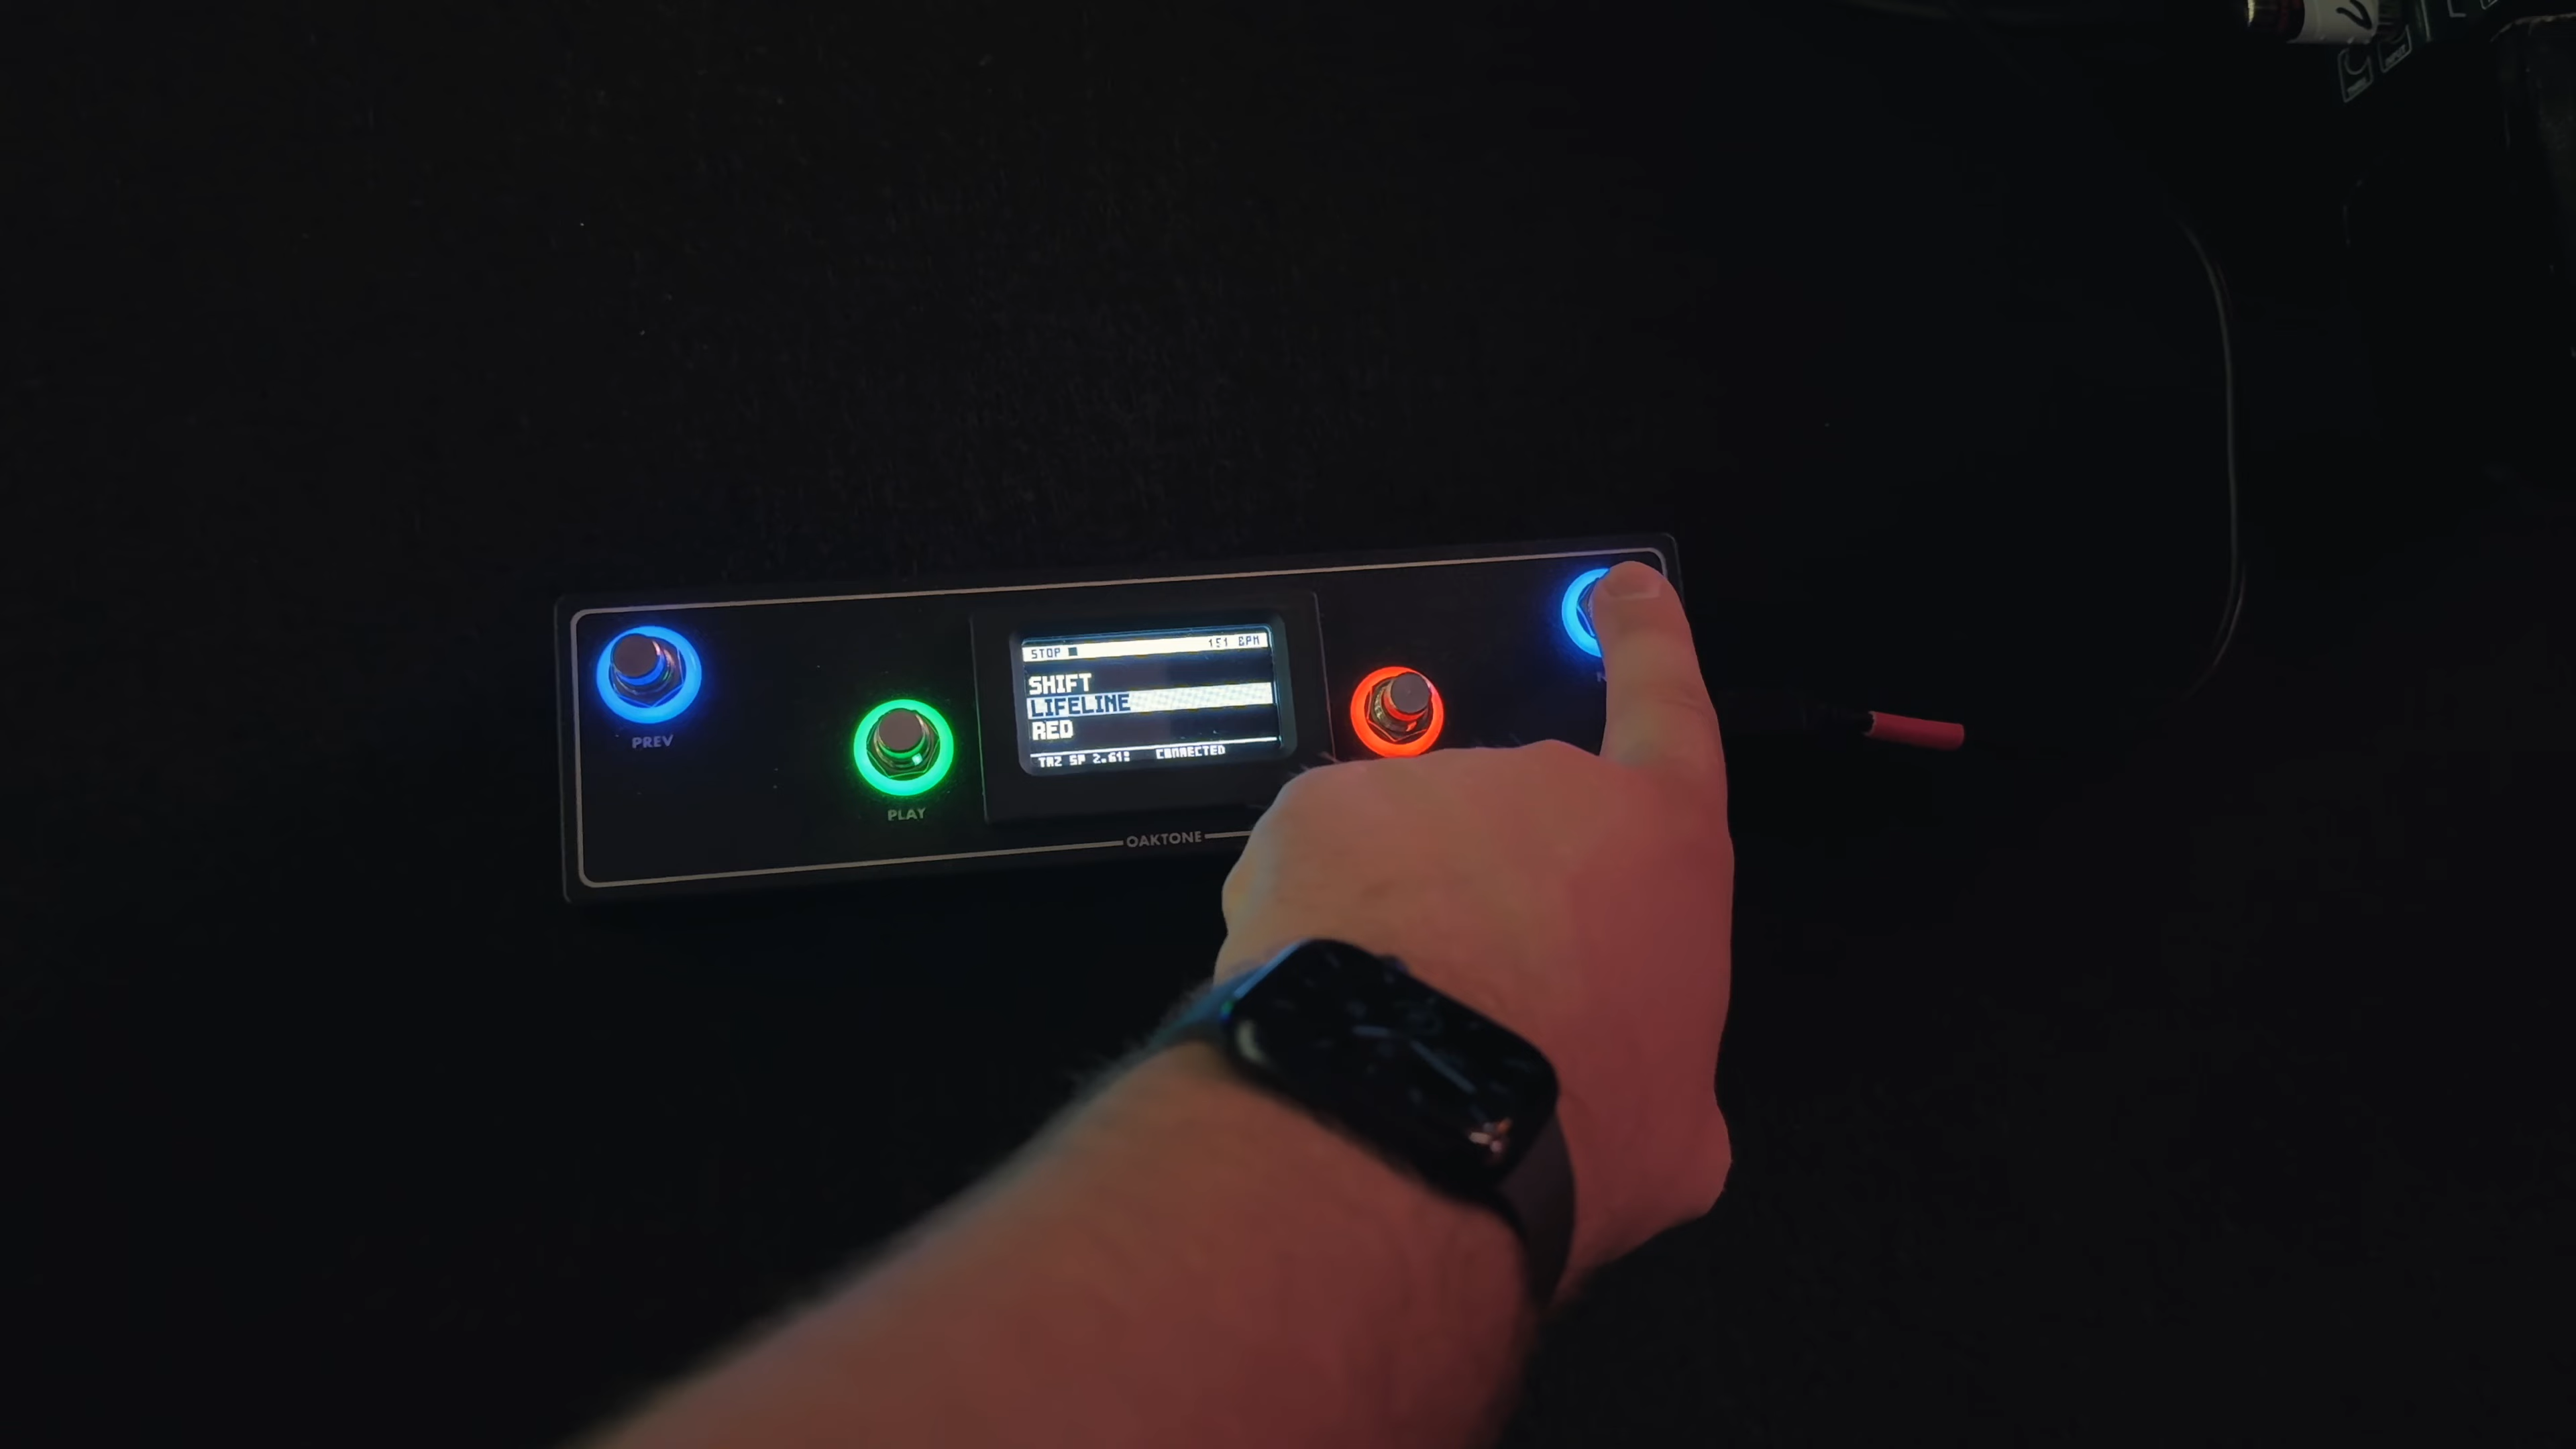 STOP 151 BPM
SHIFT
LIFELINE
RED
CONNECTED
PREV
PLAY
OAKTONE